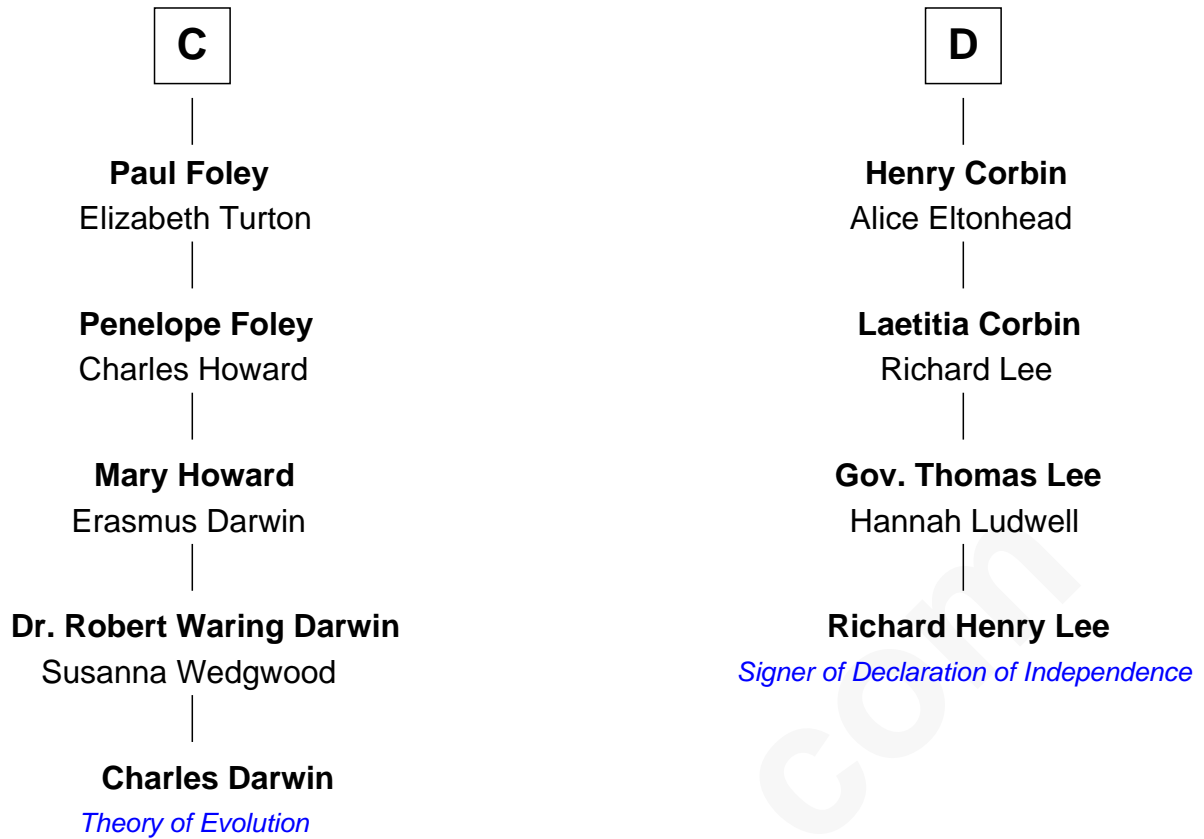 C
Paul Foley
Elizabeth Turton
Penelope Foley
Charles Howard
Mary Howard
Erasmus Darwin
Dr. Robert Waring Darwin
Susanna Wedgwood
Charles Darwin
Theory of Evolution
D
Henry Corbin
Alice Eltonhead
Laetitia Corbin
Richard Lee
Gov. Thomas Lee
Hannah Ludwell
Richard Henry Lee
Signer of Declaration of Independence
com